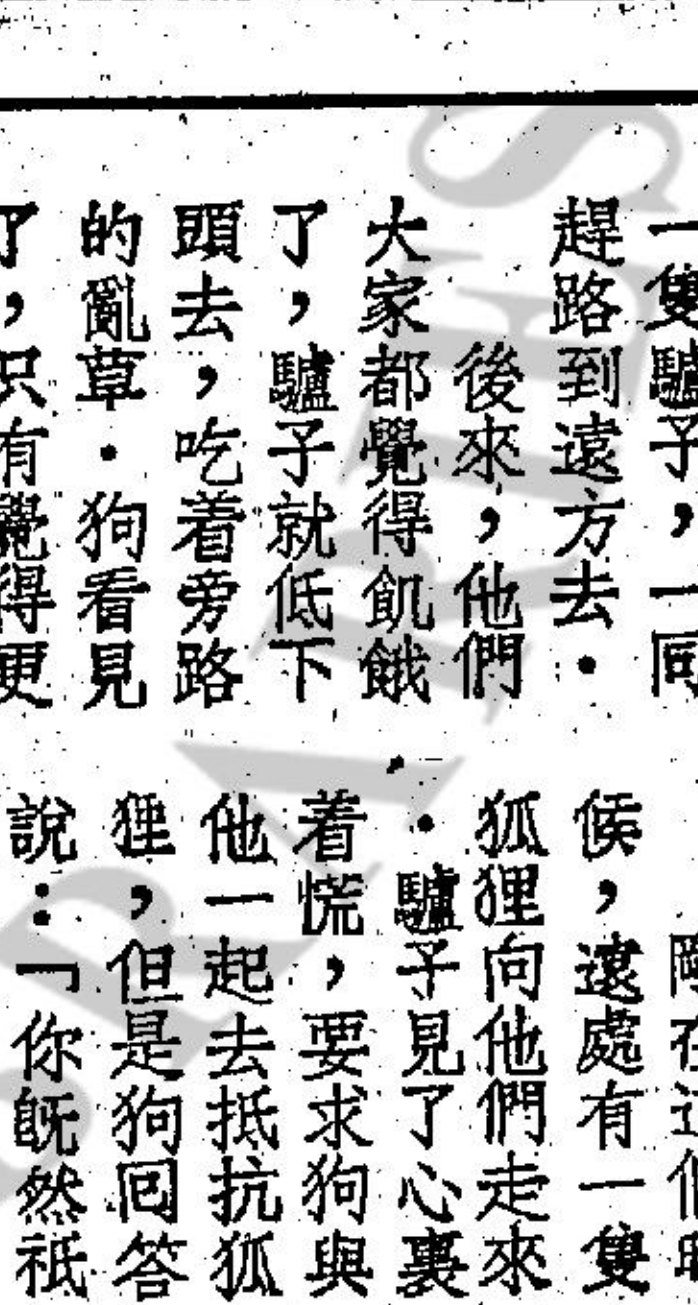 一隻驢子，一同
趕路到遠方去．
後來，他們
大家都覺得飢餓
了，驢子就低下
頭去，吃着旁路
的亂草．狗看見
了，只有覺得更
剛在這個時
候，遠處有一隻
狐狸向他們走來
．驢子見了心裏
着慌，要求狗與
他一起去抵抗狐
狸，但是狗回答
說：「你既然祗